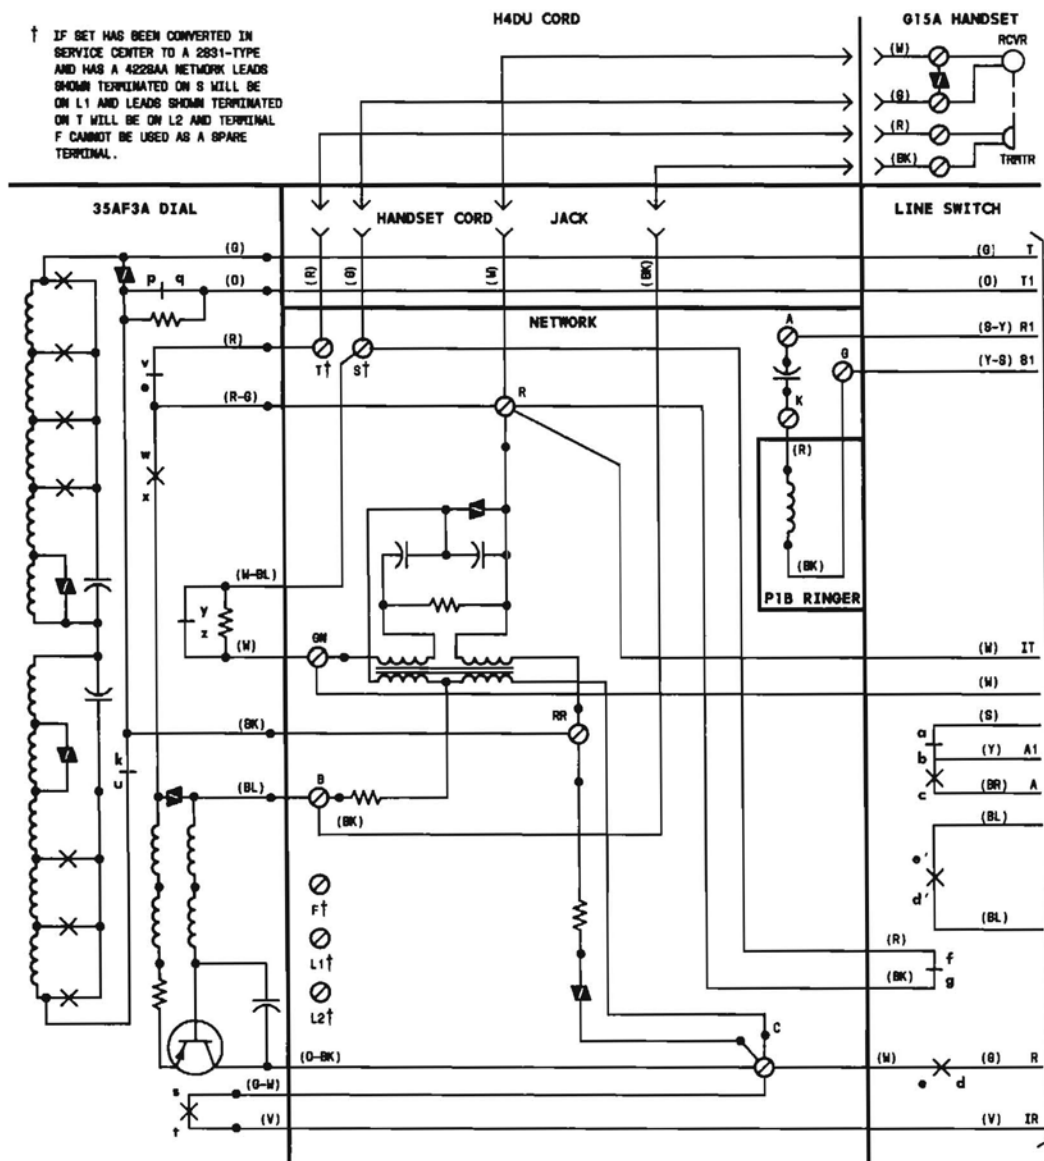 H4DU CORD
G15A HANDSET
† IF SET HAS BEEN CONVERTED IN
SERVICE CENTER TO A 2831-TYPE
AND HAS A 4228AA NETWORK LEADS
SHOWN TERMINATED ON S WILL BE
ON L1 AND LEADS SHOWN TERMINATED
ON T WILL BE ON L2 AND TERMINAL
F CANNOT BE USED AS A SPARE
TERMINAL.
(W)
RCVR
(G)
(R)
(BK)
TRMTR
35AF3A DIAL
HANDSET CORD JACK
LINE SWITCH
(G)
(R)
(G)
(W)
(BK)
(G) T
p q
(O)
(O) T1
NETWORK
A
(S-Y) R1
(R)
T†
S†
G
(Y-S) B1
v
e
(R-G)
R
K
w
x
(R)
(BK)
P1B RINGER
(W-BL)
y
z
(W)
GN
(W) IT
(W)
(BK)
RR
(S)
a
b
(Y) A1
c
(BR) A
k
u
(BL)
B
(BK)
(BL)
e'
d'
(BL)
F†
L1†
L2†
(R)
f
(BK)
g
C
(O-BK)
(W)
(G) R
e d
(G-W)
s
t
(V)
(V) IR